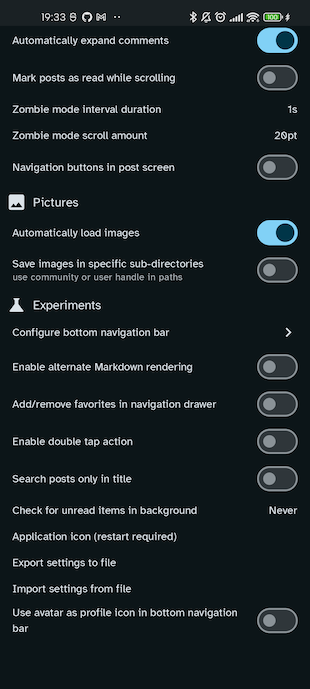 19:33
100
Automatically expand comments
Mark posts as read while scrolling
Zombie mode interval duration 1s
Zombie mode scroll amount 20pt
Navigation buttons in post screen
Pictures
Automatically load images
Save images in specific sub-directories
use community or user handle in paths
Experiments
Configure bottom navigation bar
Enable alternate Markdown rendering
Add/remove favorites in navigation drawer
Enable double tap action
Search posts only in title
Check for unread items in background Never
Application icon (restart required)
Export settings to file
Import settings from file
Use avatar as profile icon in bottom navigation
bar